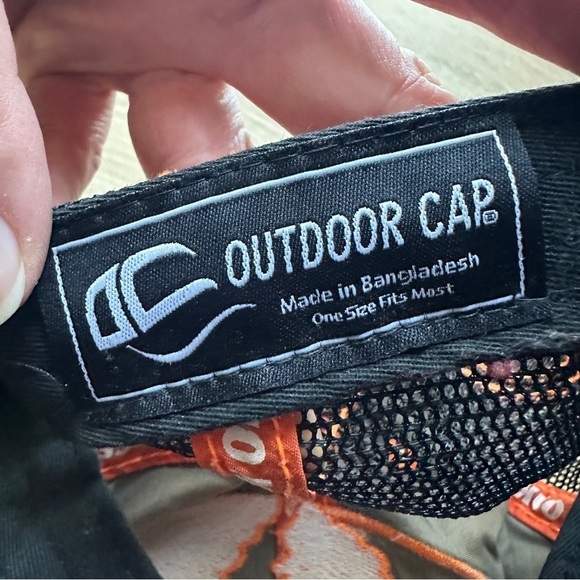 OUTDOOR CAP®
Made in Bangladesh
One Size Fits Most